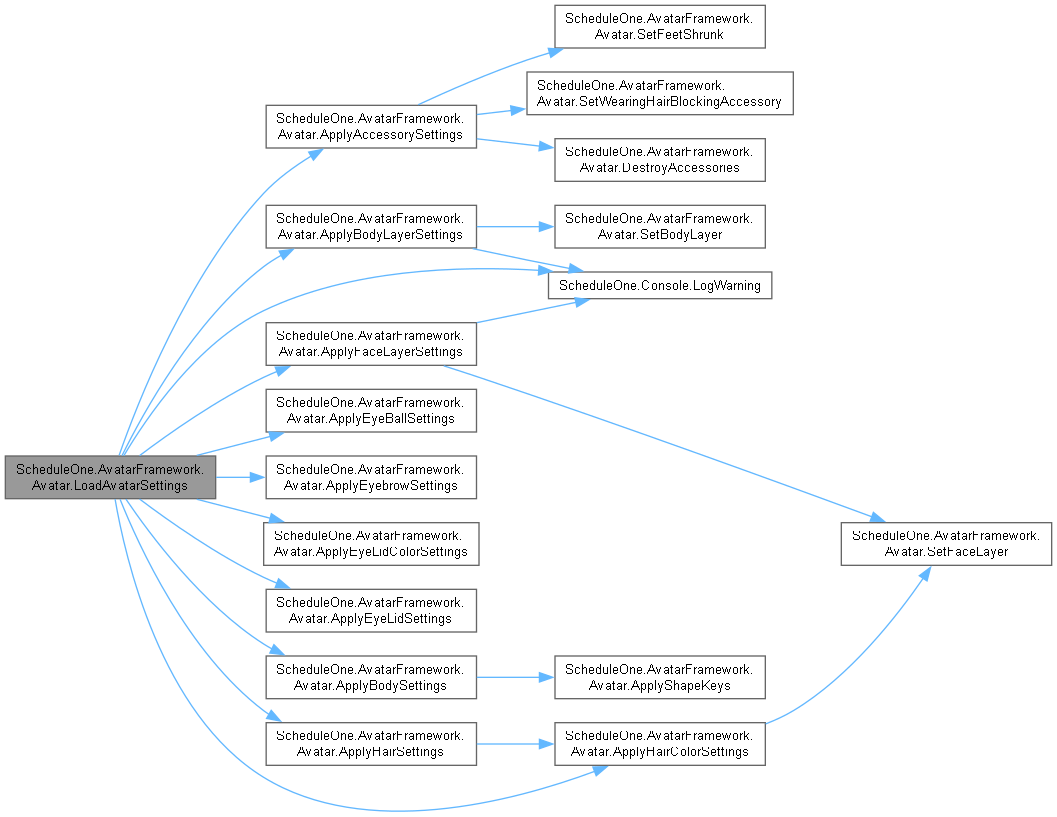 ScheduleOne.AvatarFramework.
Avatar.SetFeetShrunk
ScheduleOne.AvatarFramework.
Avatar.SetWearingHairBlockingAccessory
ScheduleOne.AvatarFramework.
Avatar.ApplyAccessorySettings
ScheduleOne.AvatarFramework.
Avatar.DestroyAccessories
ScheduleOne.AvatarFramework.
Avatar.ApplyBodyLayerSettings
ScheduleOne.AvatarFramework.
Avatar.SetBodyLayer
ScheduleOne.Console.LogWarning
ScheduleOne.AvatarFramework.
Avatar.ApplyFaceLayerSettings
ScheduleOne.AvatarFramework.
Avatar.ApplyEyeBallSettings
ScheduleOne.AvatarFramework.
Avatar.LoadAvatarSettings
ScheduleOne.AvatarFramework.
Avatar.ApplyEyebrowSettings
ScheduleOne.AvatarFramework.
Avatar.ApplyEyeLidColorSettings
ScheduleOne.AvatarFramework.
Avatar.SetFaceLayer
ScheduleOne.AvatarFramework.
Avatar.ApplyEyeLidSettings
ScheduleOne.AvatarFramework.
Avatar.ApplyBodySettings
ScheduleOne.AvatarFramework.
Avatar.ApplyShapeKeys
ScheduleOne.AvatarFramework.
Avatar.ApplyHairSettings
ScheduleOne.AvatarFramework.
Avatar.ApplyHairColorSettings